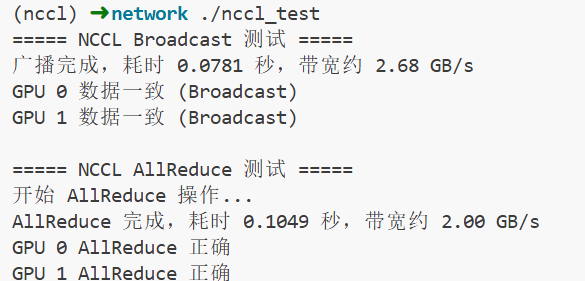 (nccl) ➜network ./nccl_test
===== NCCL Broadcast 测试 =====
广播完成，耗时 0.0781 秒，带宽约 2.68 GB/s
GPU 0 数据一致 (Broadcast)
GPU 1 数据一致 (Broadcast)
===== NCCL AllReduce 测试 =====
开始 AllReduce 操作...
AllReduce 完成，耗时 0.1049 秒，带宽约 2.00 GB/s
GPU 0 AllReduce 正确
GPU 1 AllReduce 正确